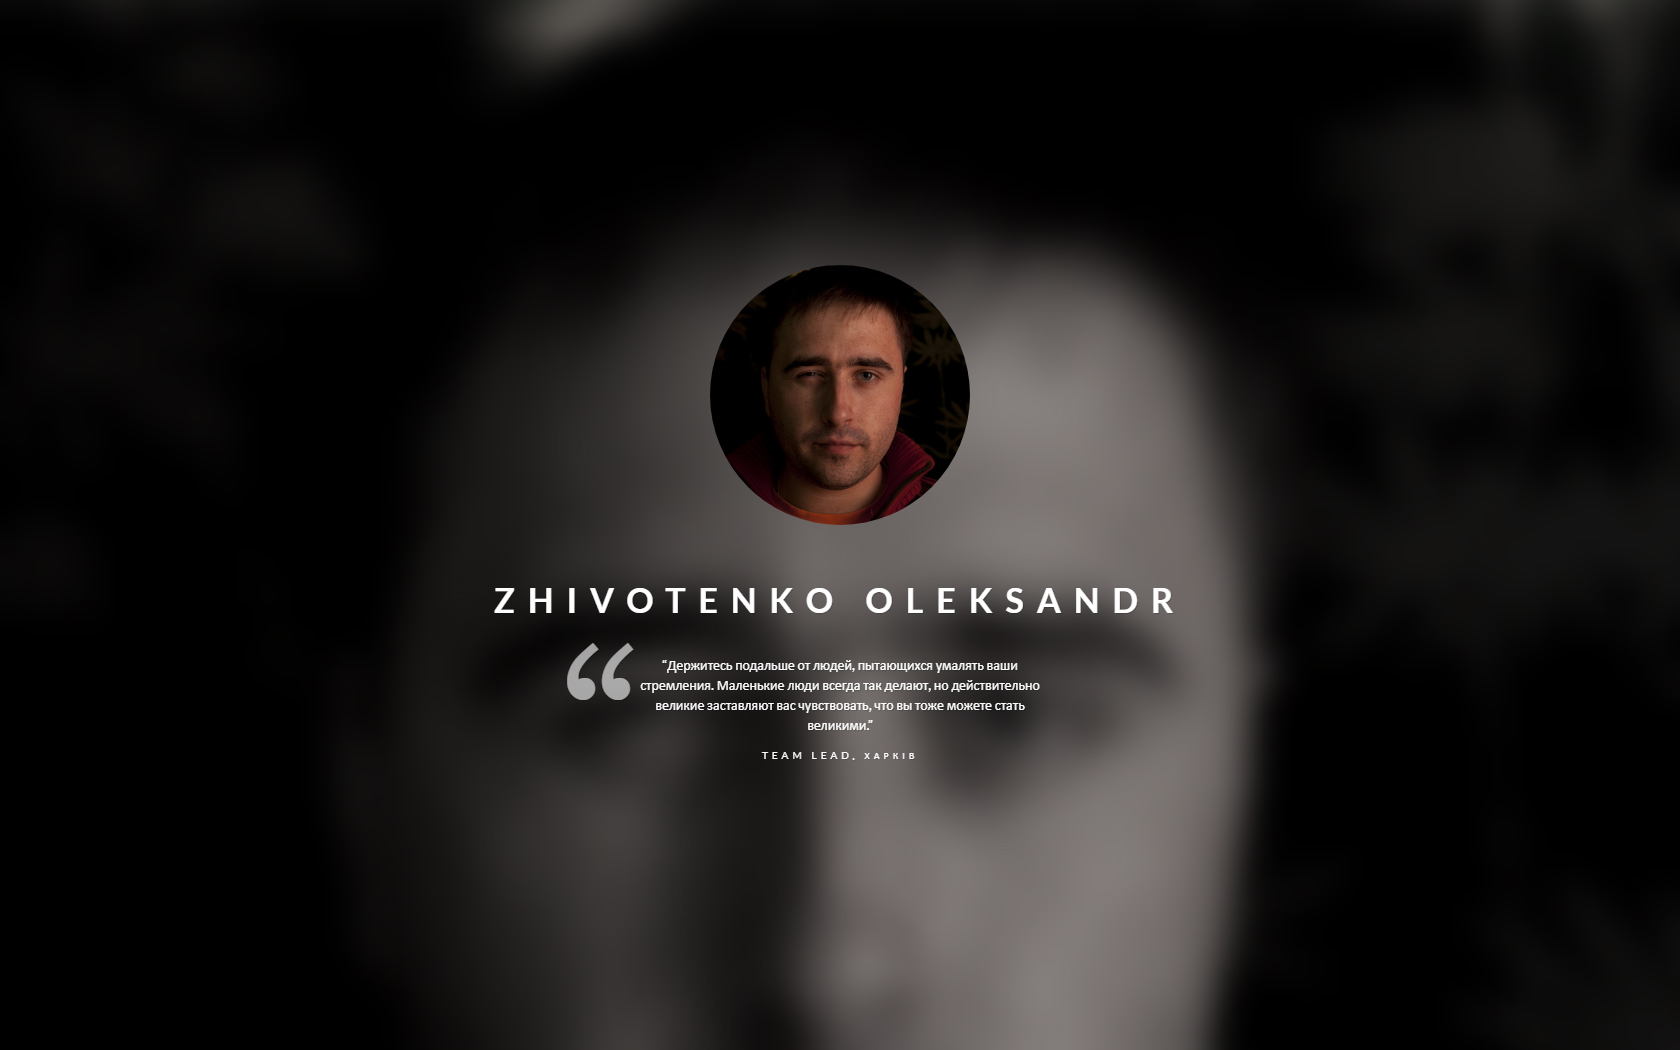 ZHIVOTENKO OLEKSANDR
“
“Держитесь подальше от людей, пытающихся умалять ваши
стремления. Маленькие люди всегда так делают, но действительно
великие заставляют вас чувствовать, что вы тоже можете стать
великими.”
TEAM LEAD, ХАРКІВ